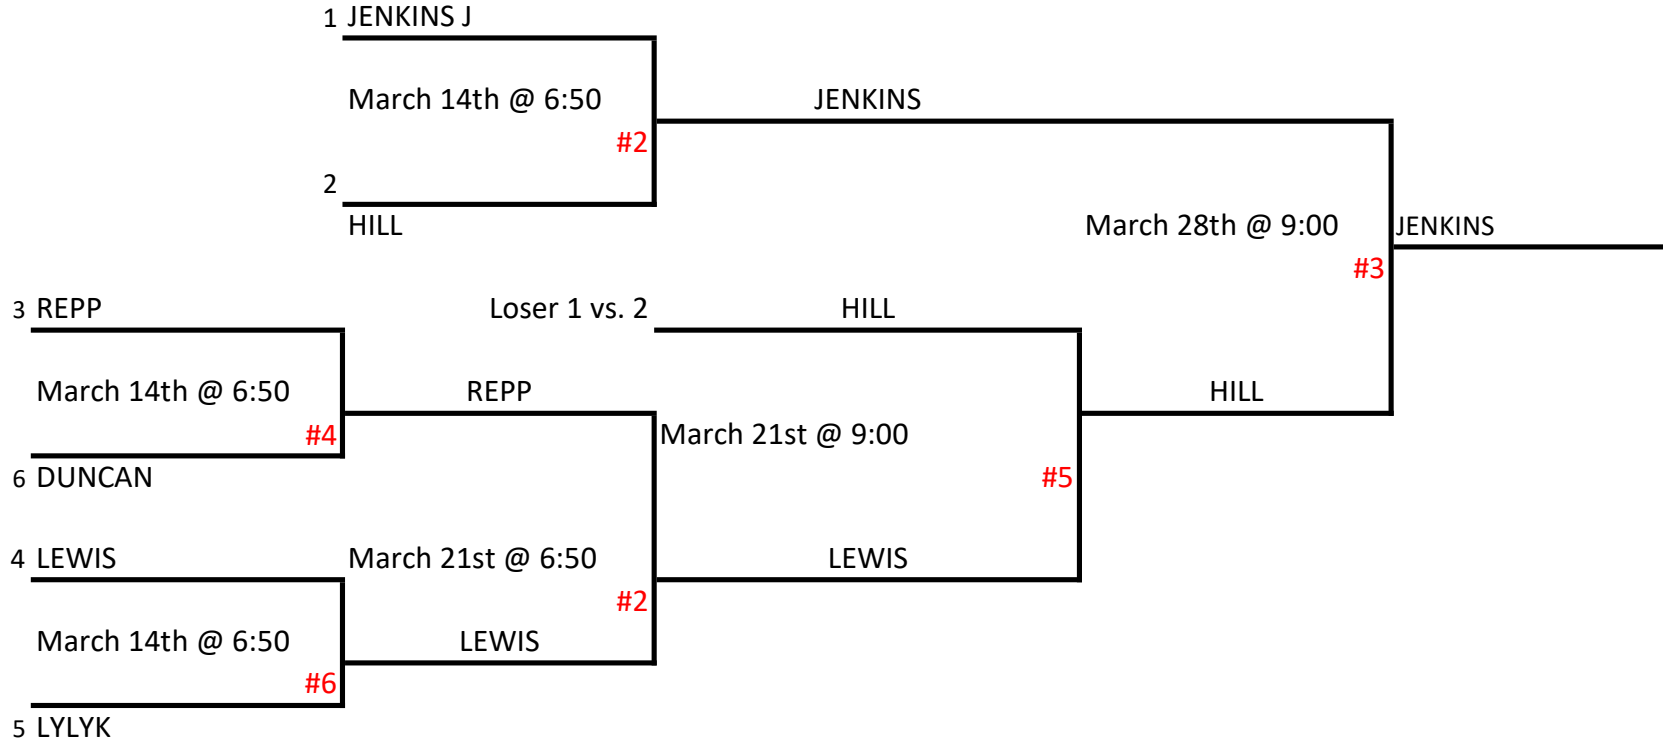 1 JENKINS J
March 14th @ 6:50 JENKINS
#2
2
HILL March 28th @ 9:00 JENKINS
#3
3 REPP Loser 1 vs. 2 HILL
March 14th @ 6:50 REPP HILL
#4 March 21st @ 9:00
6 DUNCAN #5
4 LEWIS March 21st @ 6:50 LEWIS
#2
March 14th @ 6:50 LEWIS
#6
5 LYLYK